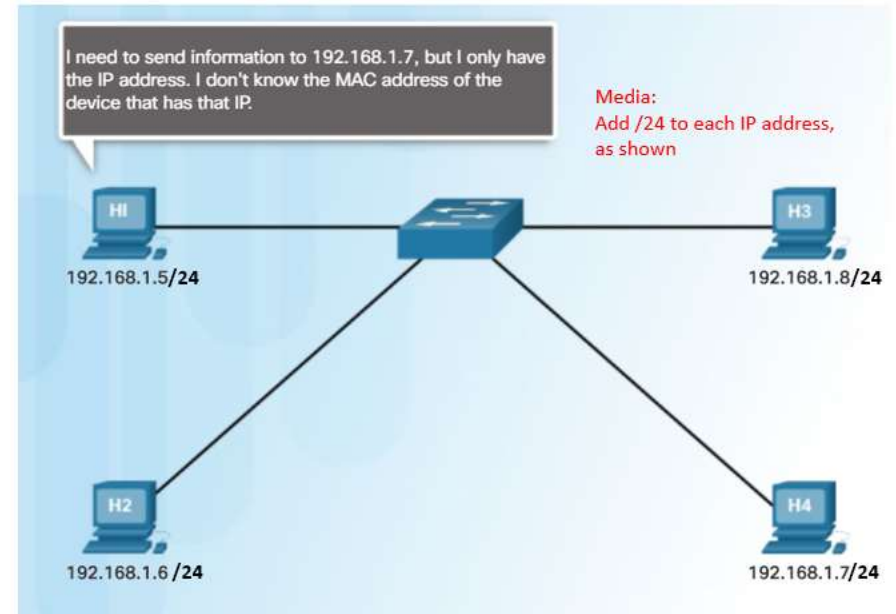 I need to send information to 192.168.1.7, but I only have
the IP address. I don't know the MAC address of the
device that has that IP.
Media:
Add /24 to each IP address,
as shown
H1
H3
192.168.1.5/24
192.168.1.8/24
H2
H4
192.168.1.6 /24
192.168.1.7/24